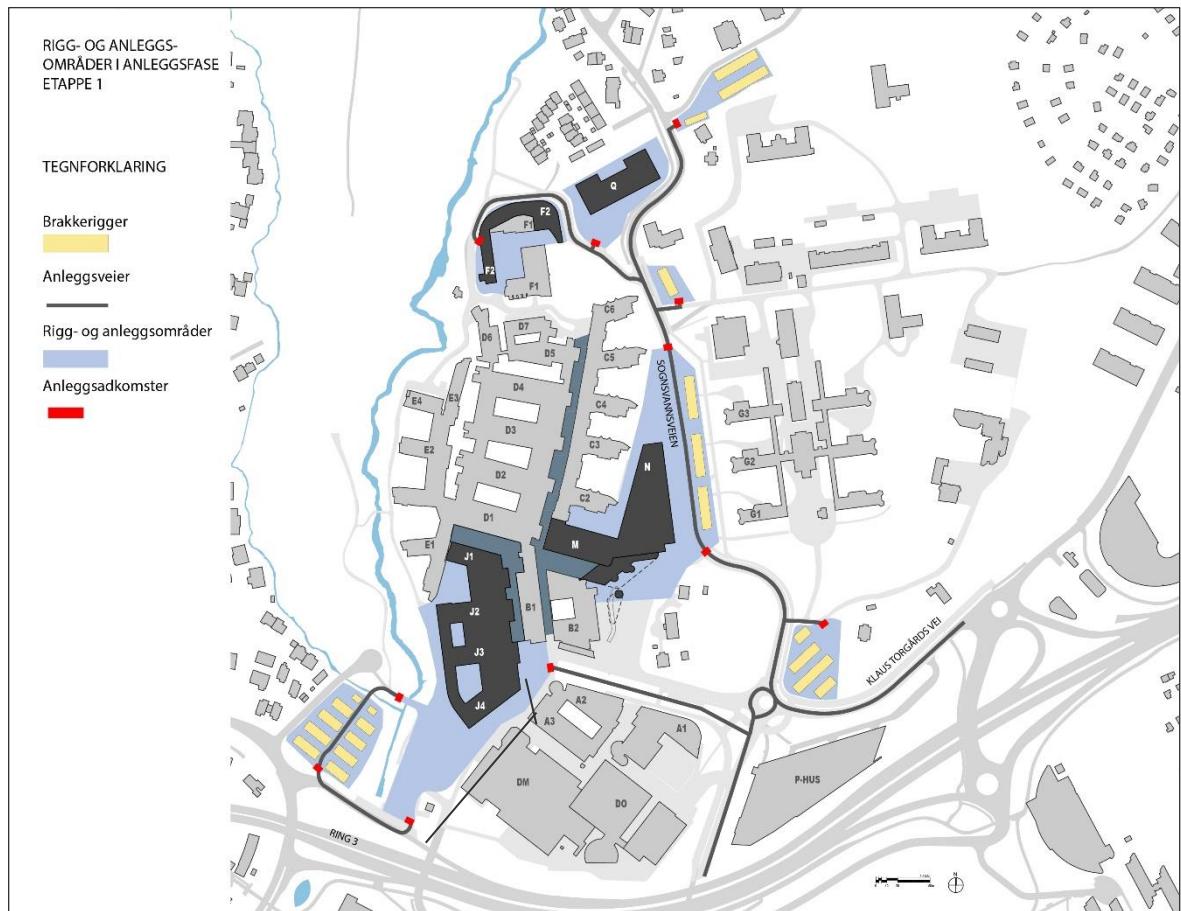 RIGG- OG ANLEGGS-
OMRÅDER I ANLEGGSFASE
ETAPPE 1
TEGNFORKLARING
Brakkerigger
Anleggsveier
Rigg- og anleggsområder
Anleggsadkomster
Q
F2
F1
F2
F1
C6
D7
D6
D5
C5
SOGNSVANNSVEIEN
D4
E3
E4
C4
G3
D3
C3
E2
N
G2
D2
C2
G1
D1
M
E1
J1
J2
B1
B2
J3
KLAUS TORGÅRDS VEI
J4
A2
A3
A1
DM
P-HUS
DO
RING 3
N